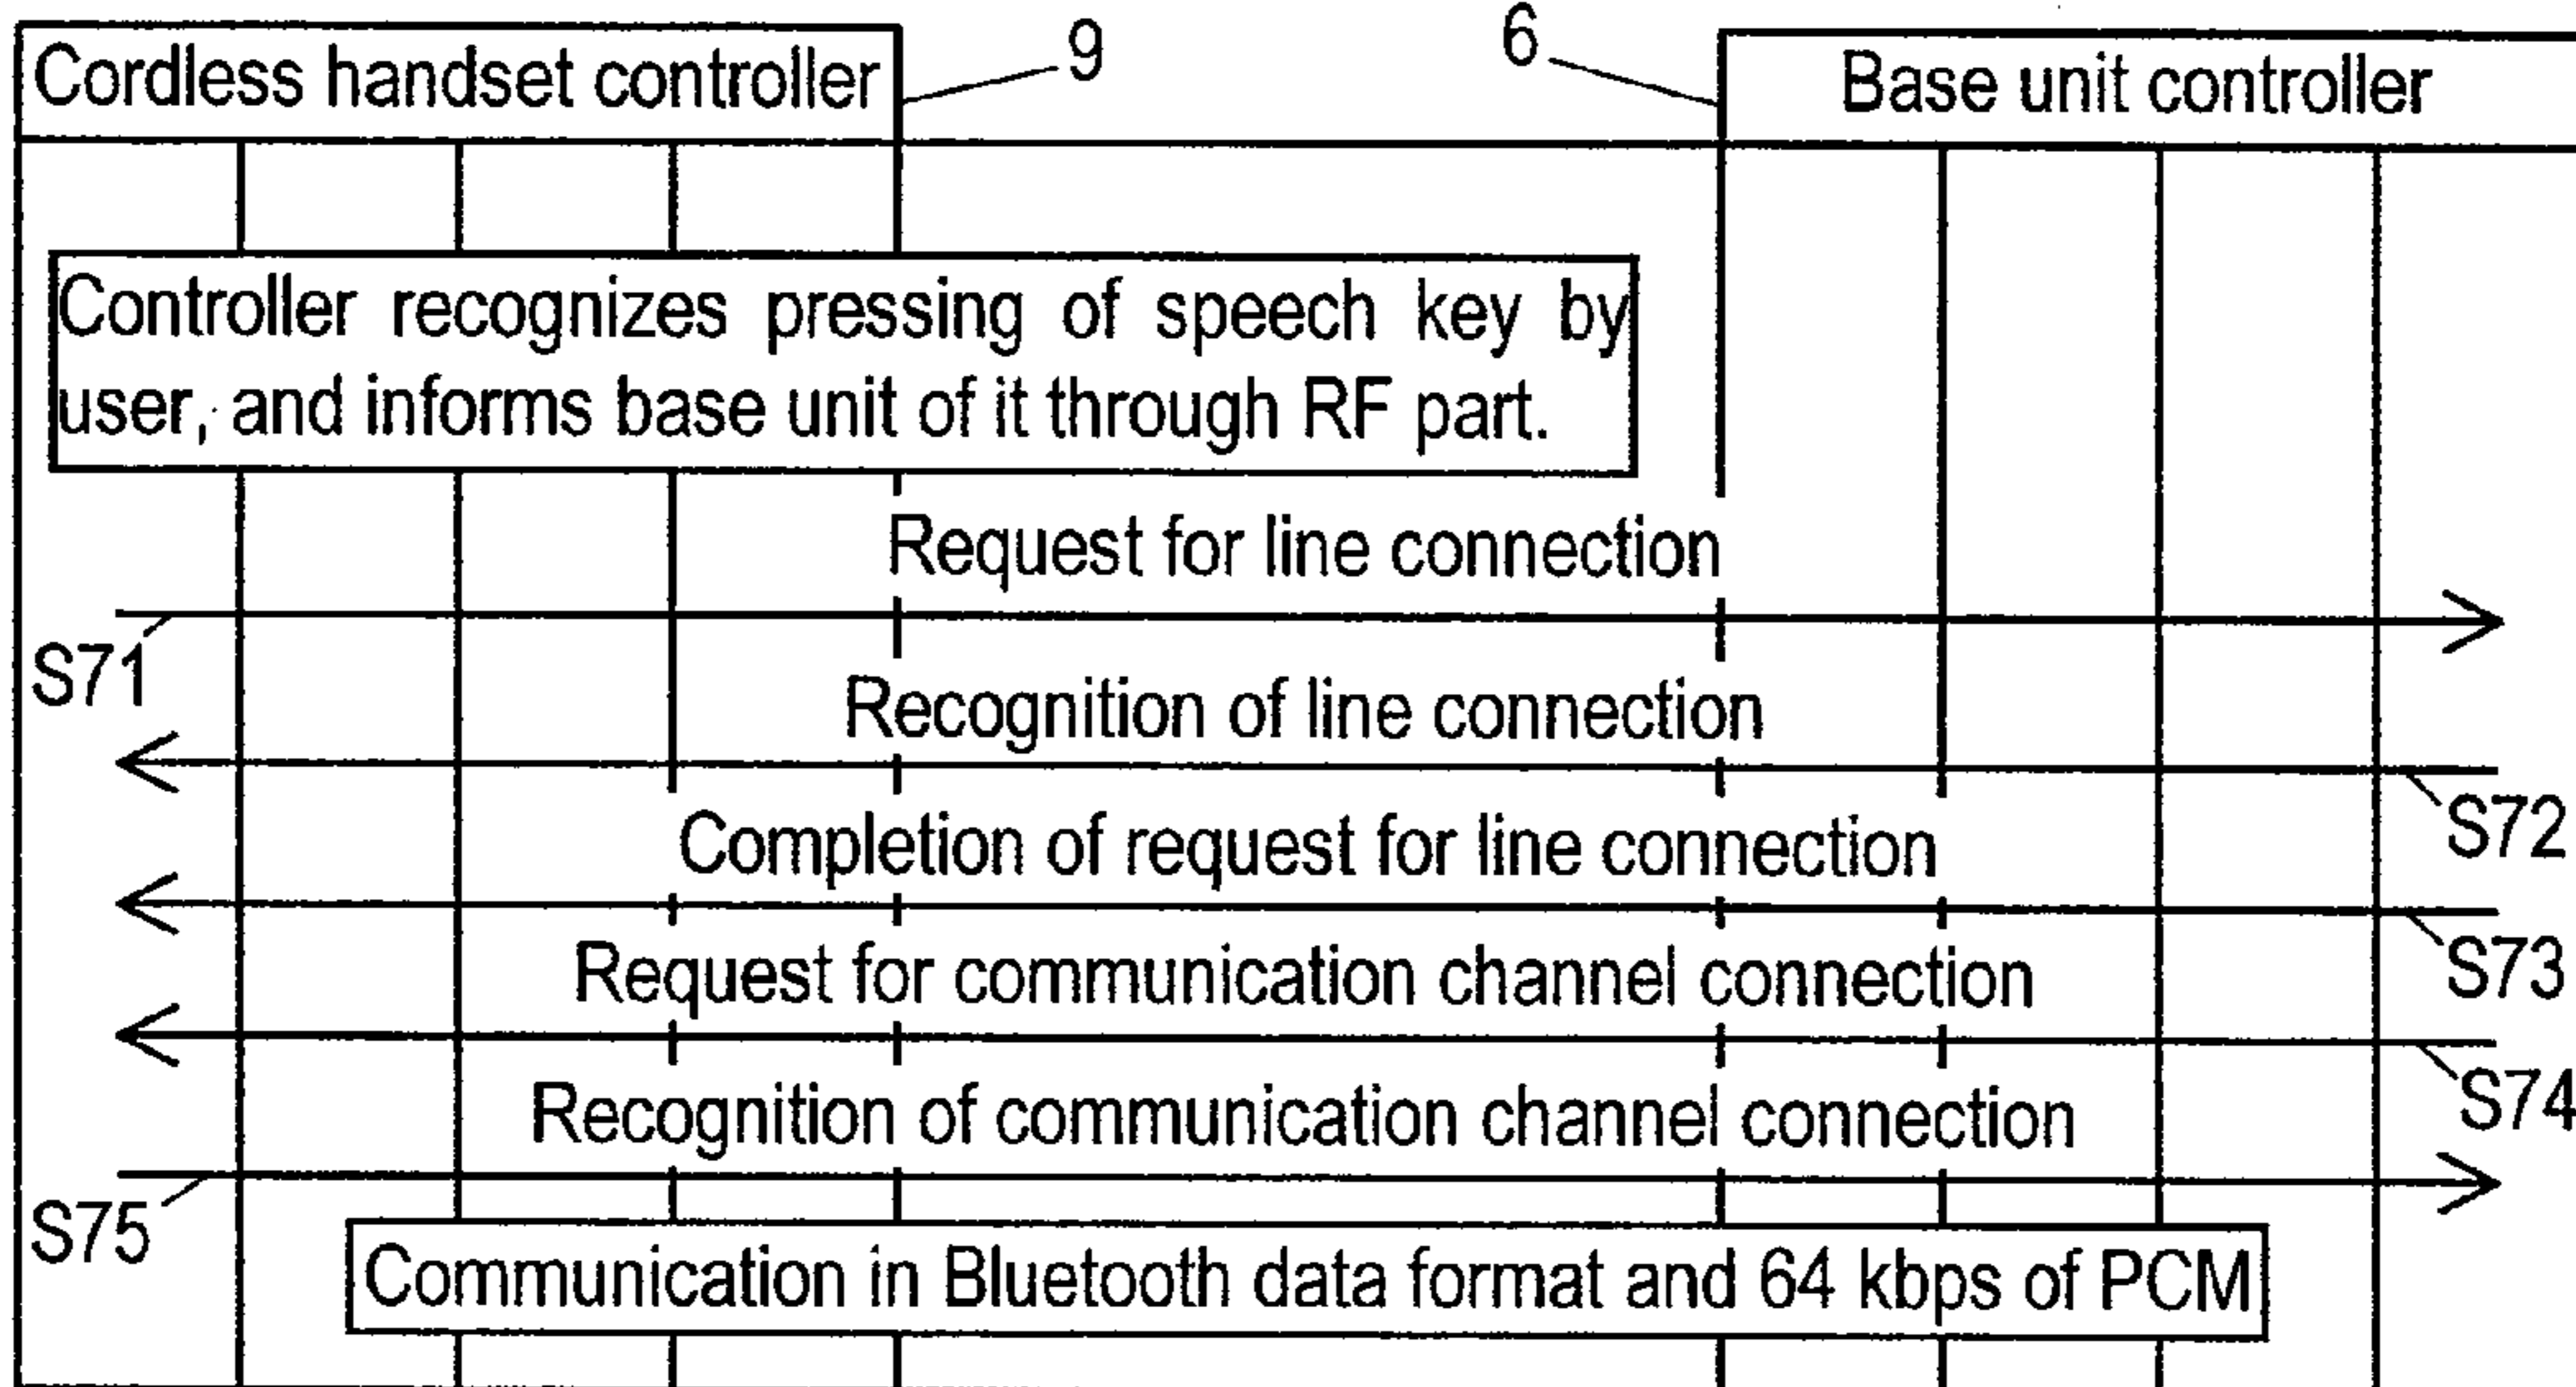 Cordless handset controller
9
6
Base unit controller
Controller recognizes pressing of speech key by
user, and informs base unit of it through RF part.
Request for line connection
S71
Recognition of line connection
S72
Completion of request for line connection
S73
Request for communication channel connection
S74
Recognition of communication channel connection
S75
Communication in Bluetooth data format and 64 kbps of PCM